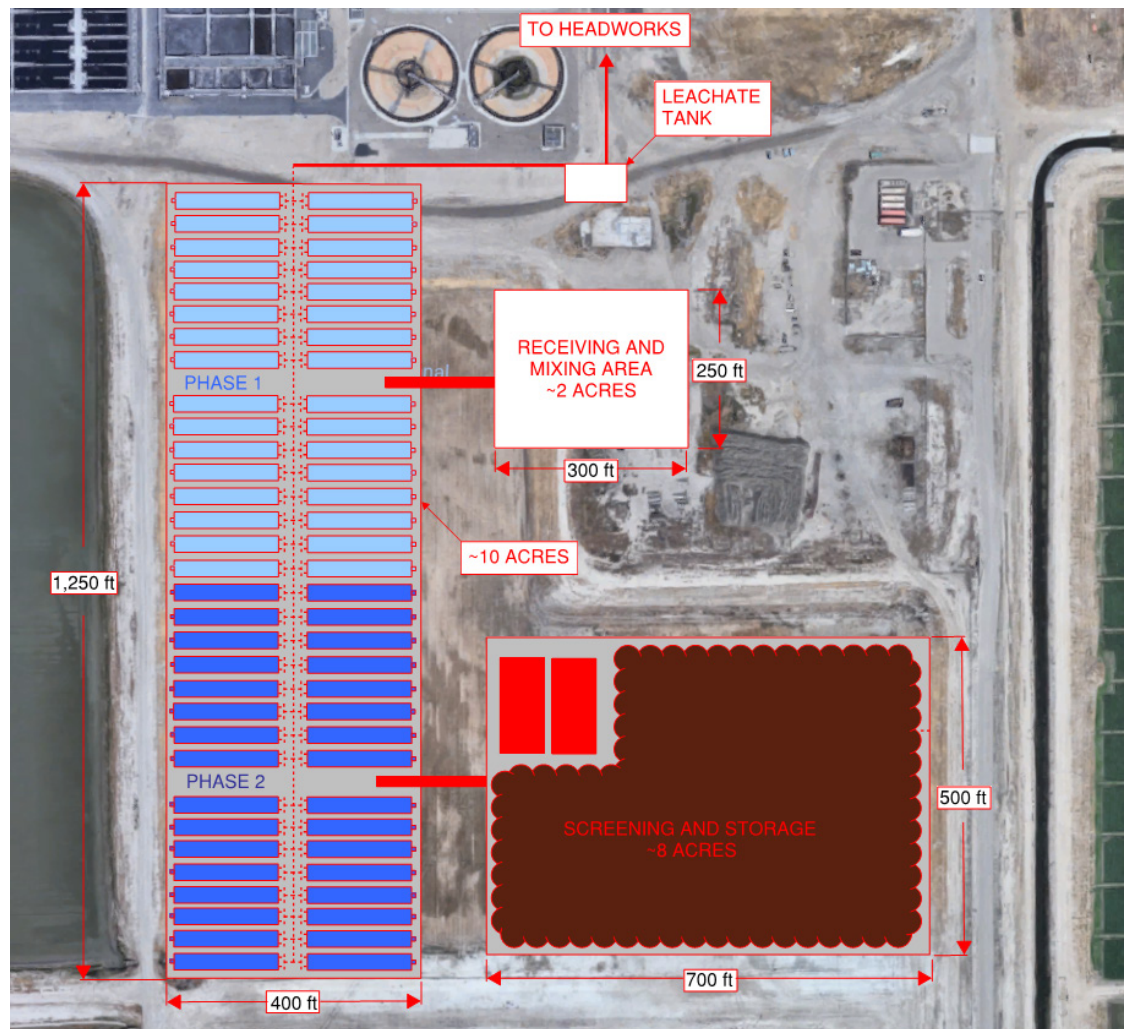 TO HEADWORKS
LEACHATE
TANK
PHASE 1
nal
RECEIVING AND
MIXING AREA
~2 ACRES
250 ft
300 ft
~10 ACRES
1,250 ft
PHASE 2
SCREENING AND STORAGE
~8 ACRES
500 ft
700 ft
400 ft